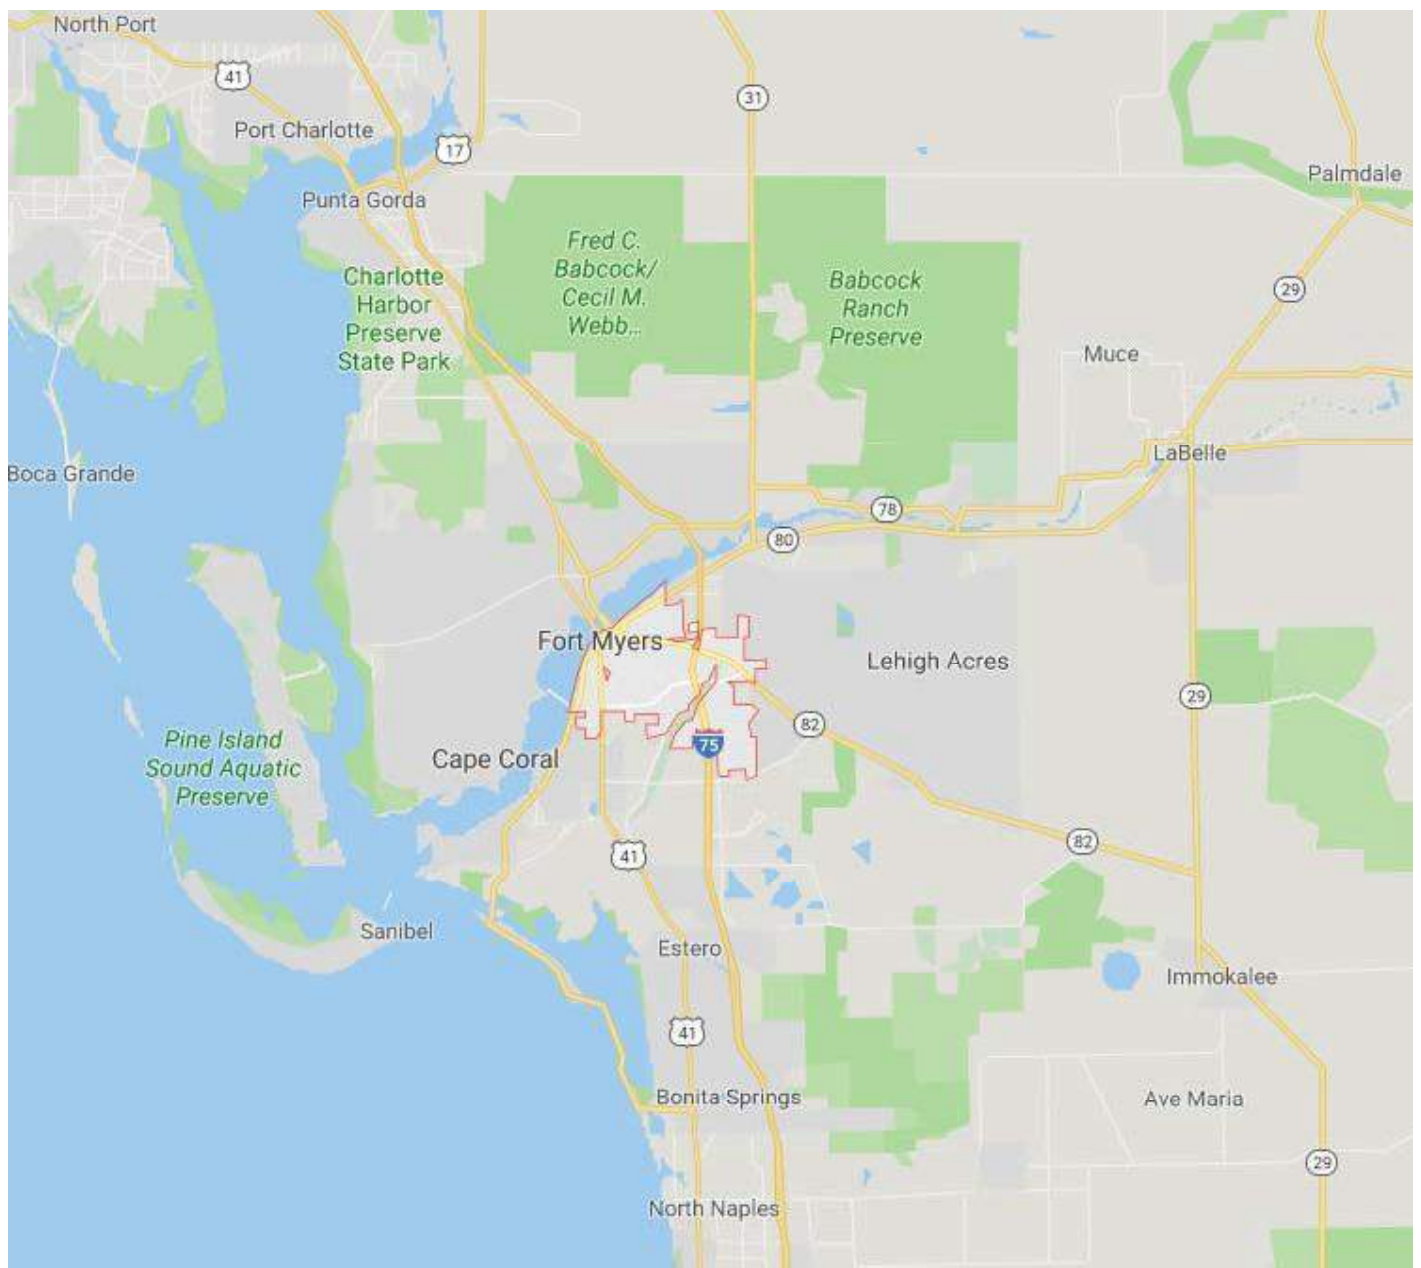 North Port
41
31
Port Charlotte
17
Palmdale
Punta Gorda
Fred C.
Babcock/
Cecil M.
Webb...
Charlotte
Harbor
Preserve
State Park
Babcock
Ranch
Preserve
29
Muce
LaBelle
Boca Grande
78
80
Fort Myers
Lehigh Acres
29
82
Pine Island
Sound Aquatic
Preserve
75
Cape Coral
82
41
Sanibel
Estero
Immokalee
41
Bonita Springs
Ave Maria
29
North Naples